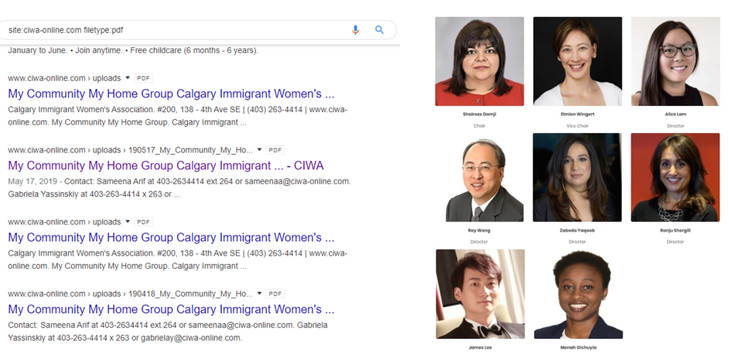 site:ciwa-online.com filetype:pdf
January to June. • Join anytime. • Free childcare (6 months - 6 years).
www.ciwa-online.com › uploads ▼ PDF
My Community My Home Group Calgary Immigrant Women's ...
Calgary Immigrant Women's Association. #200, 138 - 4th Ave SE | (403) 263-4414 | www.ciwa-
online.com. My Community My Home Group. Calgary Immigrant ...
www.ciwa-online.com › uploads › 190517_My_Community_My_Ho... ▼ PDF
My Community My Home Group Calgary Immigrant ... - CIWA
May 17, 2019 - Contact: Sameena Arif at 403-2634414 ext.264 or sameenaa@ciwa-online.com.
Gabriela Yassinskiy at 403-263-4414 x 263 or ...
www.ciwa-online.com › uploads ▼ PDF
My Community My Home Group Calgary Immigrant Women's ...
Calgary Immigrant Women's Association. #200, 138 - 4th Ave SE | (403) 263-4414 | www.ciwa-
online.com. My Community My Home Group. Calgary Immigrant ...
www.ciwa-online.com › uploads › 190418_My_Community_My_Ho... ▼ PDF
My Community My Home Group Calgary Immigrant Women's ...
Contact: Sameena Arif at 403-2634414 ext.264 or sameenaa@ciwa-online.com. Gabriela
Yassinskiy at 403-263-4414 x 263 or gabrielay@ciwa-online.com.
Shahnaz Damji
Chair
Dimion Wingert
Vice Chair
Alice Lam
Director
Ray Wong
Director
Zobaida Yaqoob
Director
Ranju Shergill
Director
James Lee